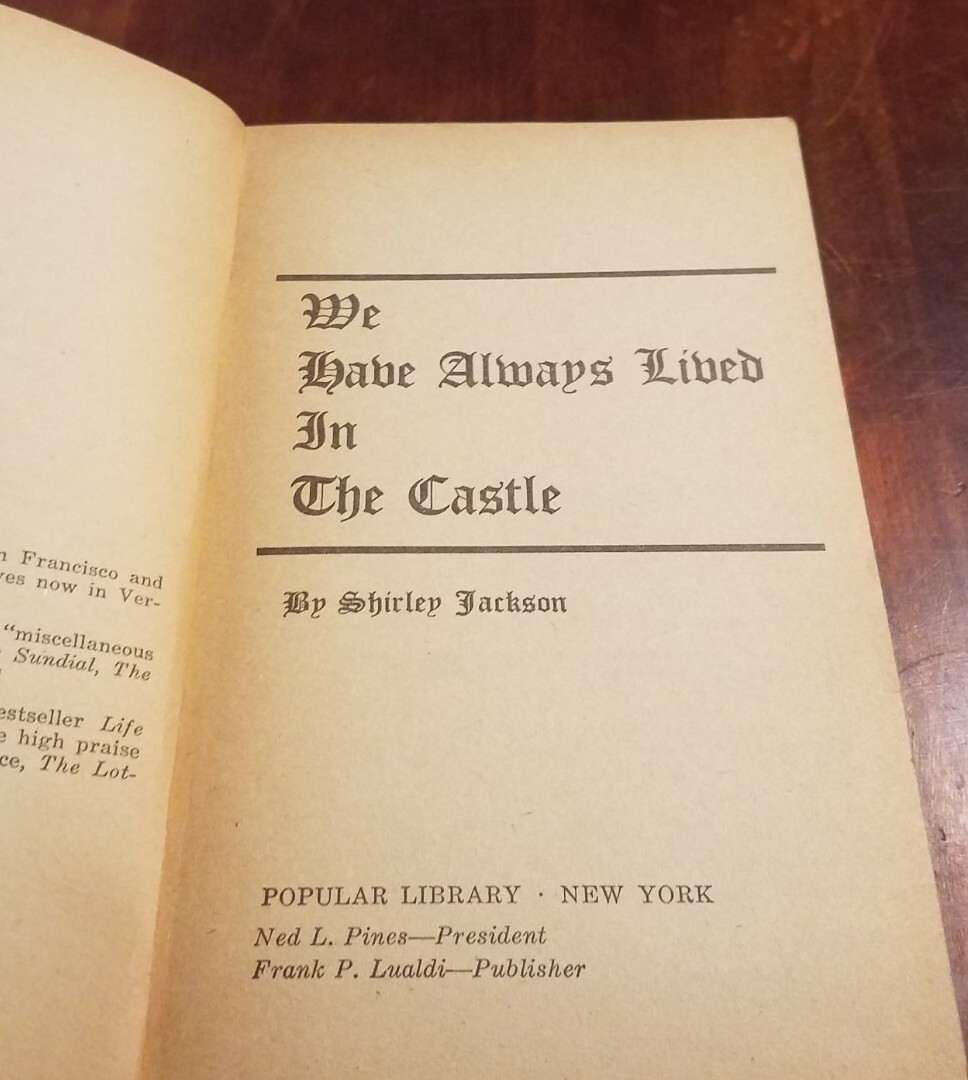 n Francisco and
ves now in Ver-
"miscellaneous
Sundial, The
estseller Life
e high praise
ce, The Lot-
We
Have Always Lived
In
The Castle
By Shirley Jackson
POPULAR LIBRARY · NEW YORK
Ned L. Pines—President
Frank P. Lualdi—Publisher